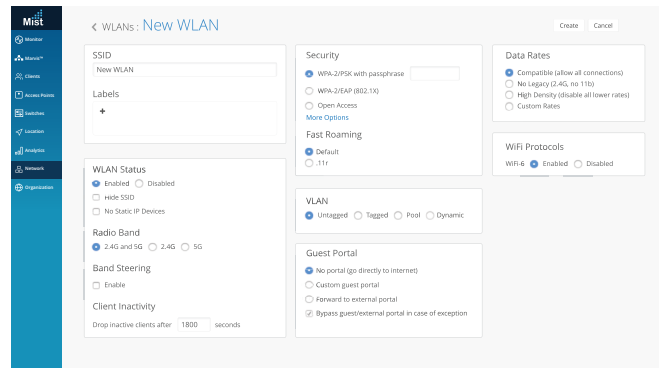 Mist
Monitor
Marvis™
Clients
Access Points
Switches
Location
Analytics
Network
Organization
WLANs : New WLAN
Create Cancel
SSID
New WLAN
Labels
+
WLAN Status
Enabled Disabled
Hide SSID
No Static IP Devices
Radio Band
2.4G and 5G 2.4G 5G
Band Steering
Enable
Client Inactivity
Drop inactive clients after 1800 seconds
Security
WPA-2/PSK with passphrase
WPA-2/EAP (802.1X)
Open Access
More Options
Fast Roaming
Default
.11r
VLAN
Untagged Tagged Pool Dynamic
Guest Portal
No portal (go directly to internet)
Custom guest portal
Forward to external portal
Bypass guest/external portal in case of exception
Data Rates
Compatible (allow all connections)
No Legacy (2.4G, no 11b)
High Density (disable all lower rates)
Custom Rates
WiFi Protocols
WiFi-6 Enabled Disabled